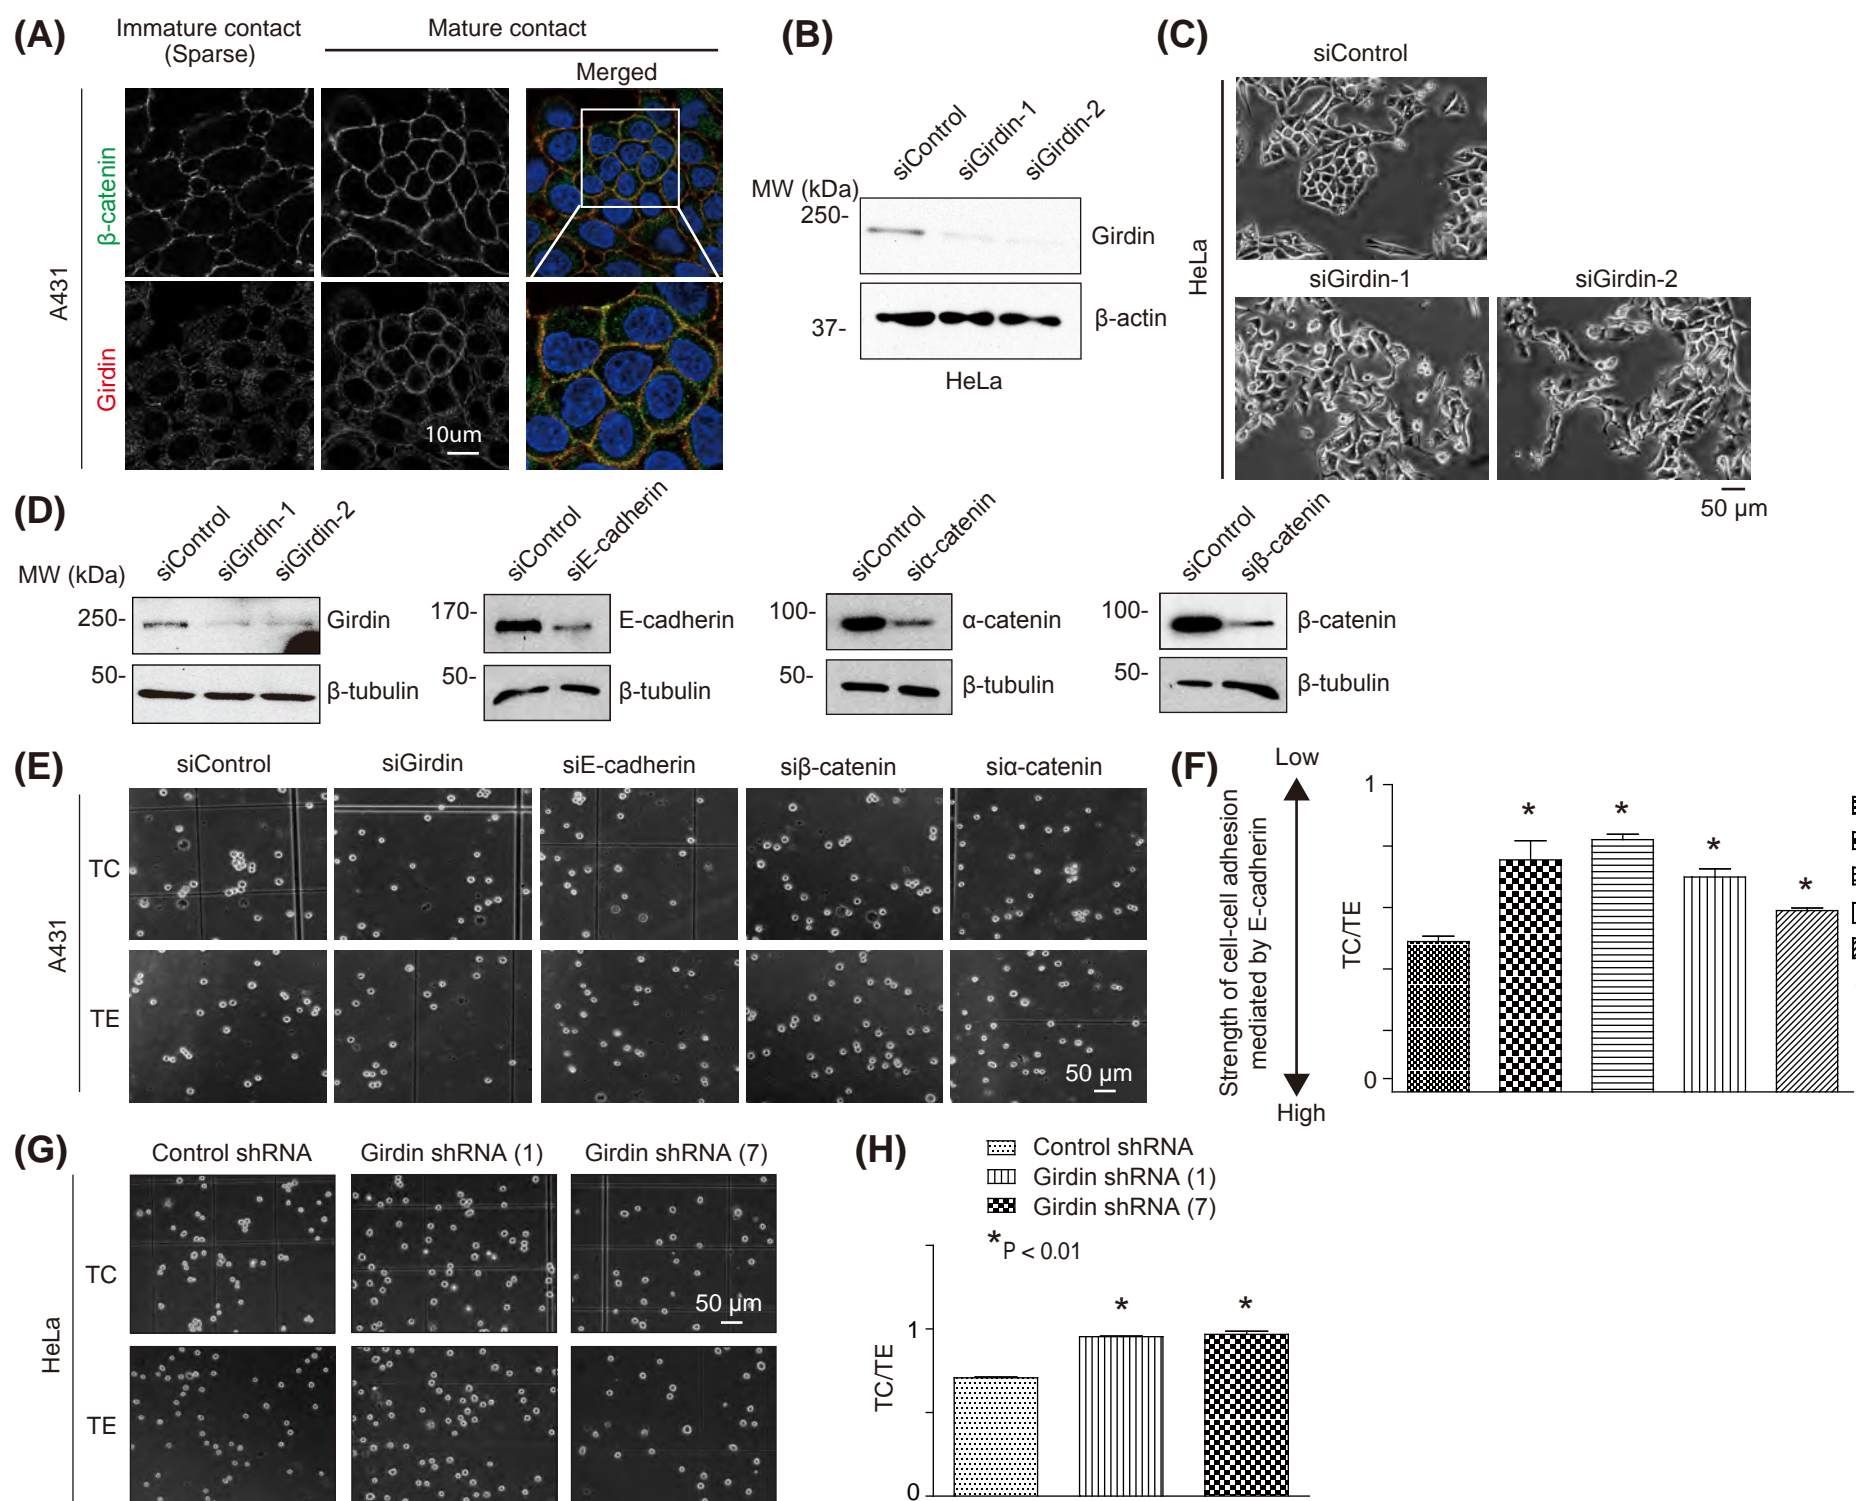 (A)
Immature contact
(Sparse)
Mature contact
Merged
A431
β-catenin
Girdin
10um
(B)
siControl
siGirdin-1
siGirdin-2
MW (kDa)
250-
Girdin
37-
β-actin
HeLa
(C)
siControl
HeLa
siGirdin-1
siGirdin-2
50 μm
(D)
MW (kDa)
siControl
siGirdin-1
siGirdin-2
250-
Girdin
50-
β-tubulin
siControl
siE-cadherin
170-
E-cadherin
50-
β-tubulin
siControl
siα-catenin
100-
α-catenin
50-
β-tubulin
siControl
siβ-catenin
100-
β-catenin
50-
β-tubulin
(E)
siControl
siGirdin
siE-cadherin
siβ-catenin
siα-catenin
A431
TC
TE
50 μm
(F)
Low
Strength of cell-cell adhesion
mediated by E-cadherin
High
TC/TE
1
0
*
*
*
*
(G)
Control shRNA
Girdin shRNA (1)
Girdin shRNA (7)
HeLa
TC
TE
50 μm
(H)
Control shRNA
Girdin shRNA (1)
Girdin shRNA (7)
*P < 0.01
TC/TE
1
0
*
*